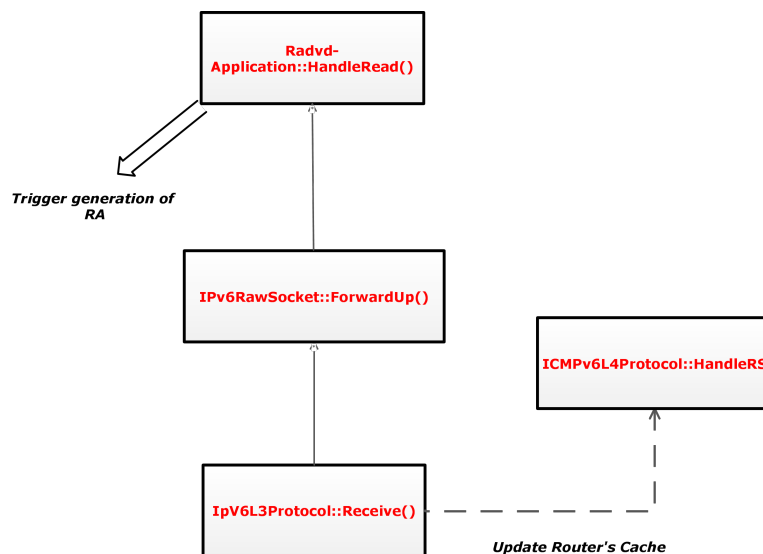 Radvd-
Application::HandleRead()
Trigger generation of
RA
IPv6RawSocket::ForwardUp()
ICMPv6L4Protocol::HandleRS
IpV6L3Protocol::Receive()
Update Router's Cache